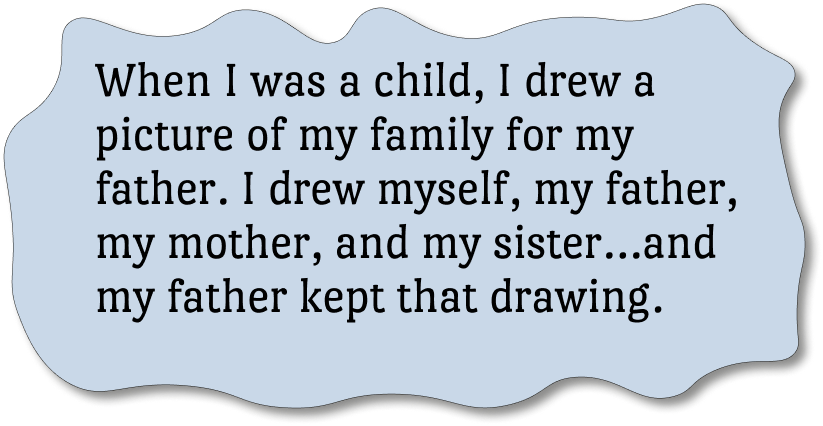 When I was a child, I drew a
picture of my family for my
father. I drew myself, my father,
my mother, and my sister...and
my father kept that drawing.